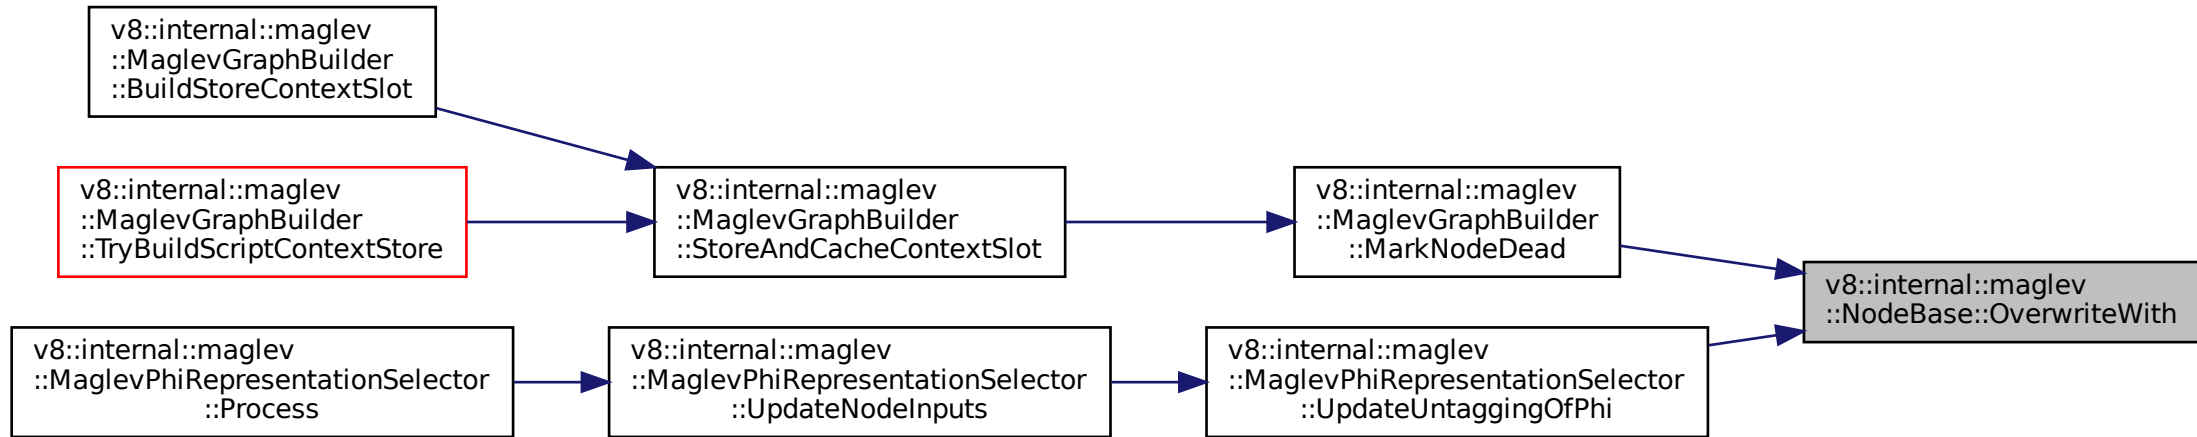 v8::internal::maglev
::MaglevGraphBuilder
::BuildStoreContextSlot
v8::internal::maglev
::MaglevGraphBuilder
::TryBuildScriptContextStore
v8::internal::maglev
::MaglevGraphBuilder
::StoreAndCacheContextSlot
v8::internal::maglev
::MaglevGraphBuilder
::MarkNodeDead
v8::internal::maglev
::NodeBase::OverwriteWith
v8::internal::maglev
::MaglevPhiRepresentationSelector
::Process
v8::internal::maglev
::MaglevPhiRepresentationSelector
::UpdateNodeInputs
v8::internal::maglev
::MaglevPhiRepresentationSelector
::UpdateUntaggingOfPhi